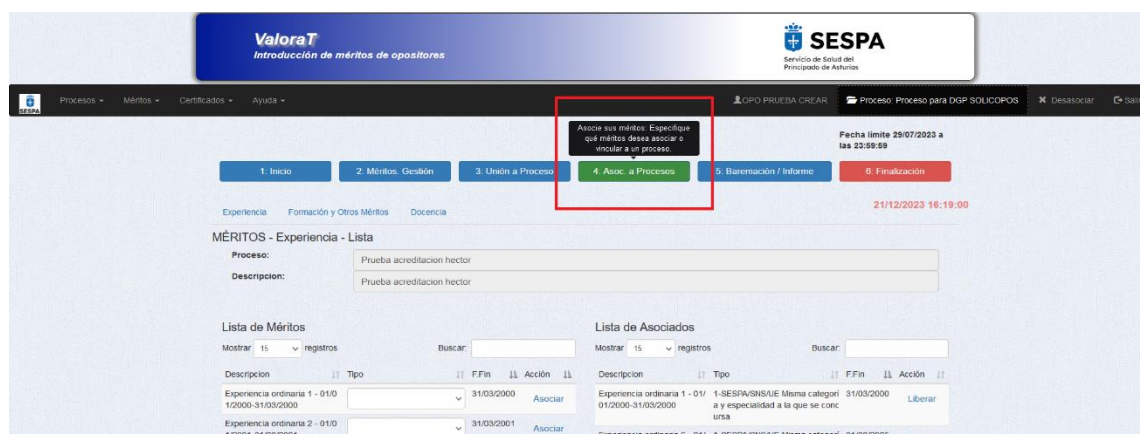 ValoraT
Introducción de méritos de opositores
SESPA
Servicio de Salud del
Principado de Asturias
SESPA
Procesos
Méritos
Certificados
Ayuda
OPO PRUEBA CREAR
Proceso: Proceso para DGP SOLICOPOS
Desasociar
Asocie sus méritos: Especifique
qué méritos desea asociar o
vincular a un proceso.
Fecha límite 29/07/2023 a
las 23:59:59
1: Inicio
2: Méritos. Gestión
3: Unión a Proceso
4: Asoc. a Procesos
5: Baremación / Informe
6: Finalización
21/12/2023 16:19:00
Experiencia
Formación y Otros Méritos
Docencia
MÉRITOS - Experiencia - Lista
Proceso:
Prueba acreditacion hector
Descripcion:
Prueba acreditacion hector
Lista de Méritos
Mostrar 15 registros
Buscar:
Descripcion Tipo F.Fin Acción
Experiencia ordinaria 1 - 01/0
1/2000-31/03/2000
31/03/2000
Asociar
Experiencia ordinaria 2 - 01/0
31/03/2001
Asociar
Lista de Asociados
Mostrar 15 registros
Buscar:
Descripcion Tipo F.Fin Acción
Experiencia ordinaria 1 - 01/
01/2000-31/03/2000
1-SESPA/SNS/UE Misma categori
a y especialidad a la que se conc
ursa
31/03/2000
Liberar